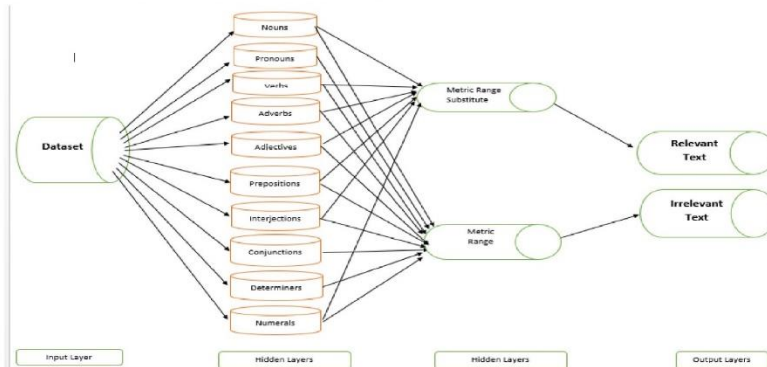 Dataset
Nouns
Pronouns
Verbs
Adverbs
Adjectives
Prepositions
Interjections
Conjunctions
Determiners
Numerals
Metric Range
Substitute
Metric
Range
Relevant
Text
Irrelevant
Text
Input Layer
Hidden Layers
Hidden Layers
Output Layers